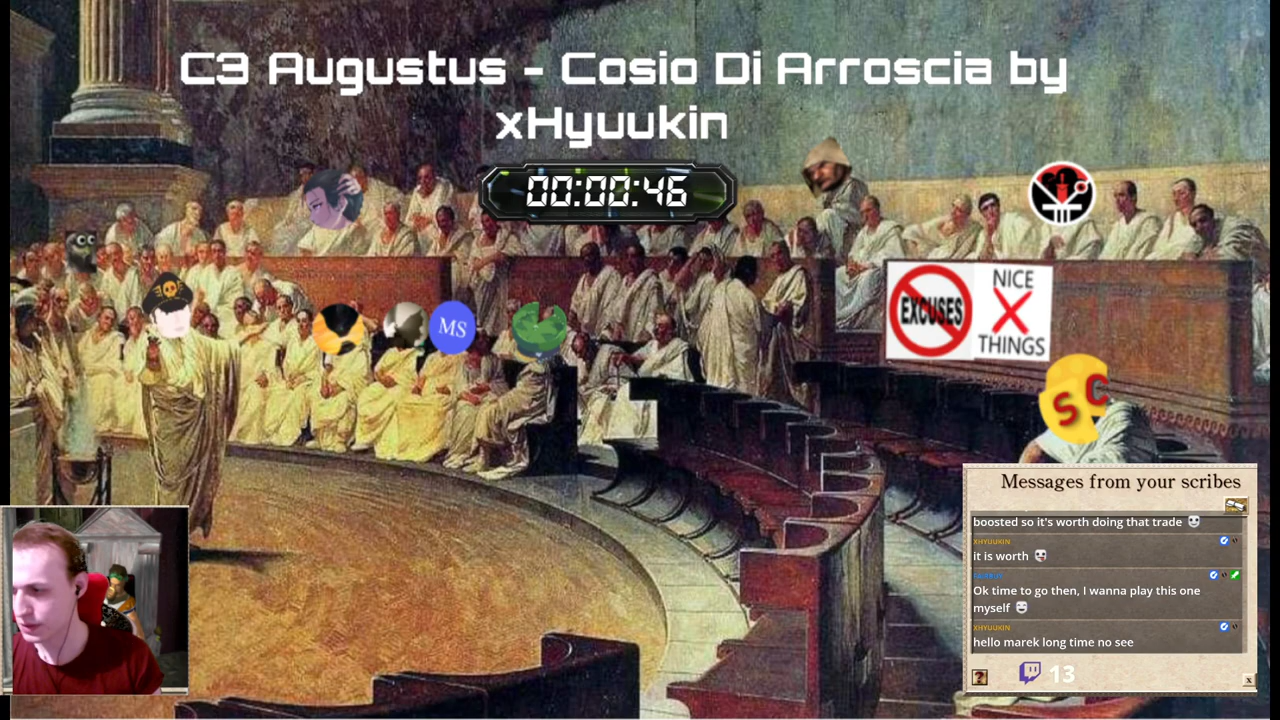 C3 Augustus - Cosio Di Arroscia by
xHyuukin
00:00:46
NICE
EXCUSES
THINGS
MS
S C
Messages from your scribes
boosted so it's worth doing that trade
XHYUUKIN
it is worth
Ok time to go then, I wanna play this one
myself
XHYUUKIN
hello marek long time no see
13
x